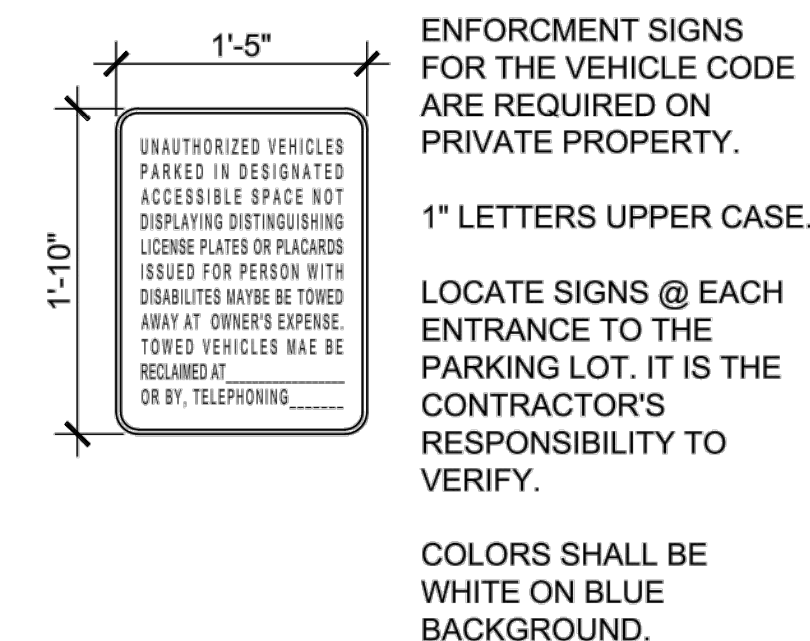 1'-5"
1'-10"
UNAUTHORIZED VEHICLES
PARKED IN DESIGNATED
ACCESSIBLE SPACE NOT
DISPLAYING DISTINGUISHING
LICENSE PLATES OR PLACARDS
ISSUED FOR PERSON WITH
DISABILITES MAYBE BE TOWED
AWAY AT OWNER'S EXPENSE.
TOWED VEHICLES MAE BE
RECLAIMED AT__________________
OR BY, TELEPHONING_______
ENFORCMENT SIGNS
FOR THE VEHICLE CODE
ARE REQUIRED ON
PRIVATE PROPERTY.
1" LETTERS UPPER CASE.
LOCATE SIGNS @ EACH
ENTRANCE TO THE
PARKING LOT. IT IS THE
CONTRACTOR'S
RESPONSIBILITY TO
VERIFY.
COLORS SHALL BE
WHITE ON BLUE
BACKGROUND.